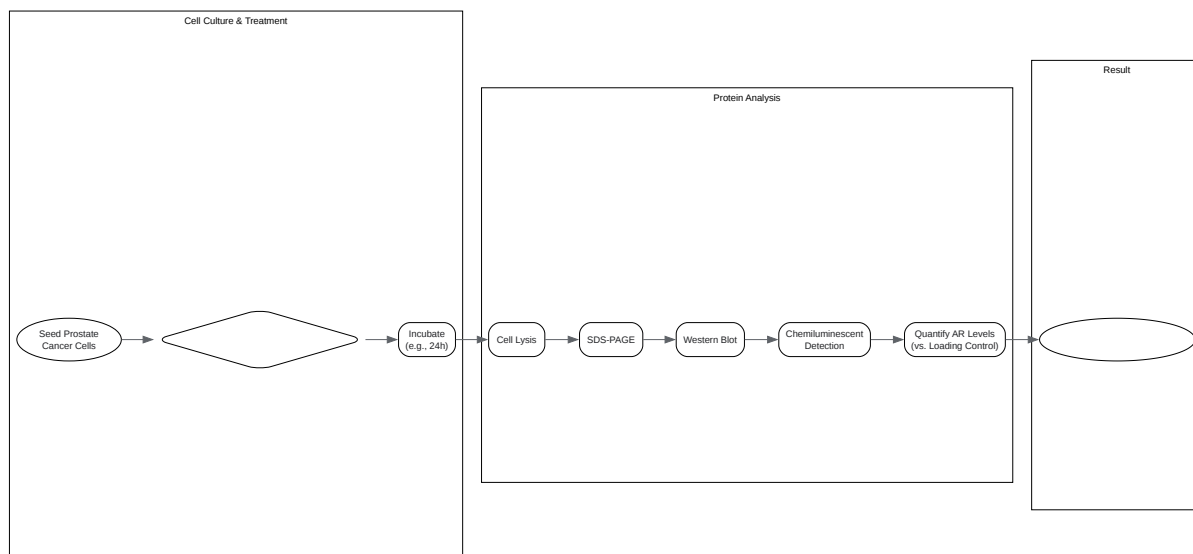 Cell Culture & Treatment
Seed Prostate
Cancer Cells
Incubate
(e.g., 24h)
Protein Analysis
Cell Lysis
SDS-PAGE
Western Blot
Chemiluminescent
Detection
Quantify AR Levels
(vs. Loading Control)
Result